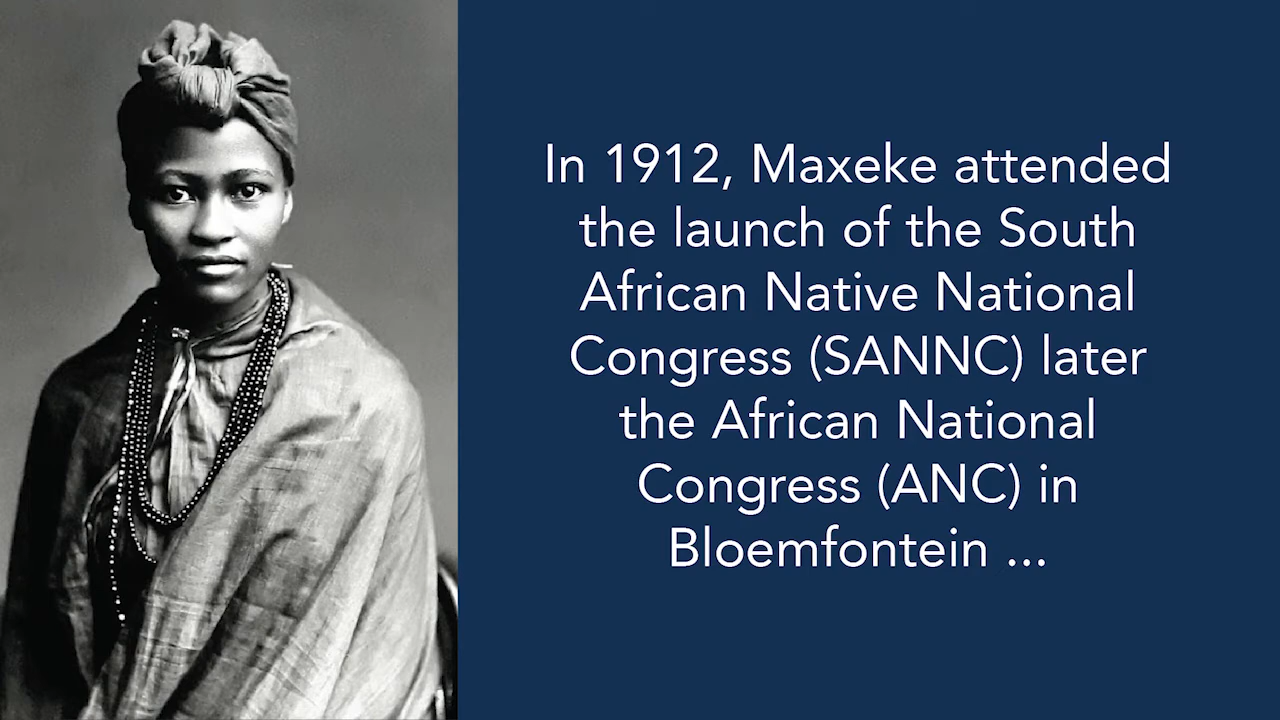 In 1912, Maxeke attended
the launch of the South
African Native National
Congress (SANNC) later
the African National
Congress (ANC) in
Bloemfontein ...